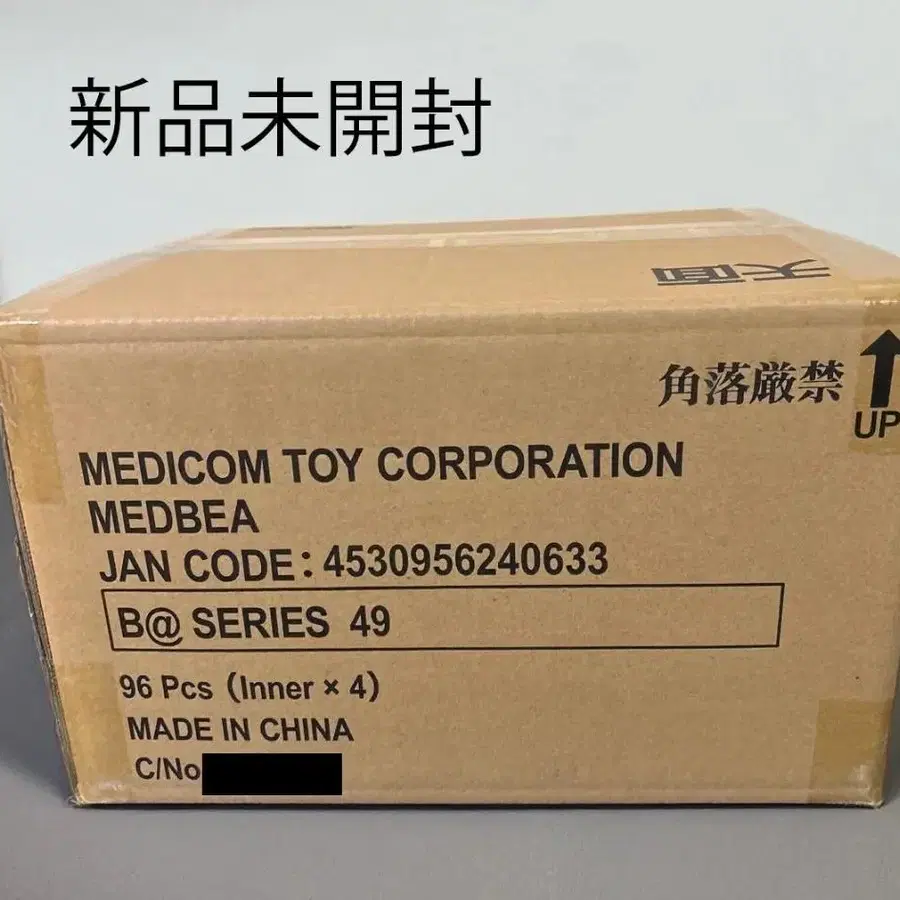 新品未開封
天面
角落厳禁
UP
MEDICOM TOY CORPORATION
MEDBEA
JAN CODE : 4530956240633
B@ SERIES 49
96 Pcs (Inner × 4)
MADE IN CHINA
C/No